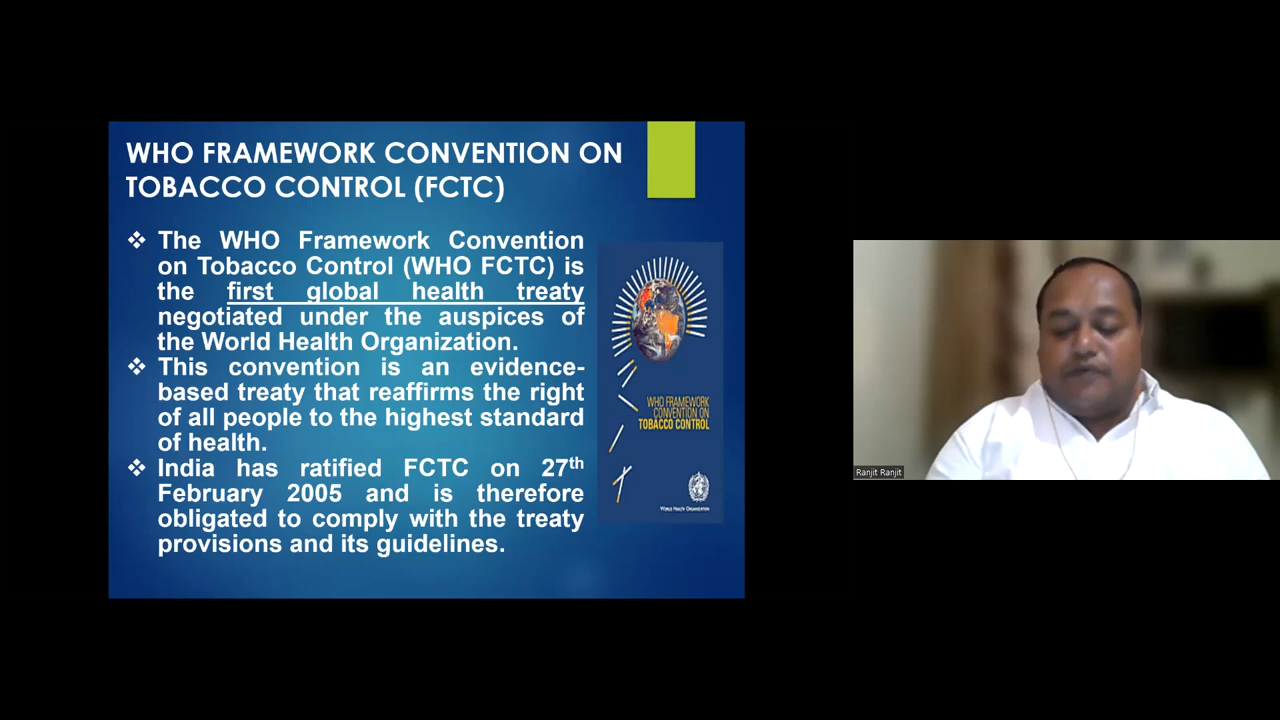 WHO FRAMEWORK CONVENTION ON
TOBACCO CONTROL (FCTC)
❖ The WHO Framework Convention
on Tobacco Control (WHO FCTC) is
the first global health treaty
negotiated under the auspices of
the World Health Organization.
❖ This convention is an evidence-
based treaty that reaffirms the right
of all people to the highest standard
of health.
❖ India has ratified FCTC on 27th
February 2005 and is therefore
obligated to comply with the treaty
provisions and its guidelines.
WHO FRAMEWORK
CONVENTION ON
TOBACCO CONTROL
WORLD HEALTH ORGANIZATION
Ranjit Ranjit